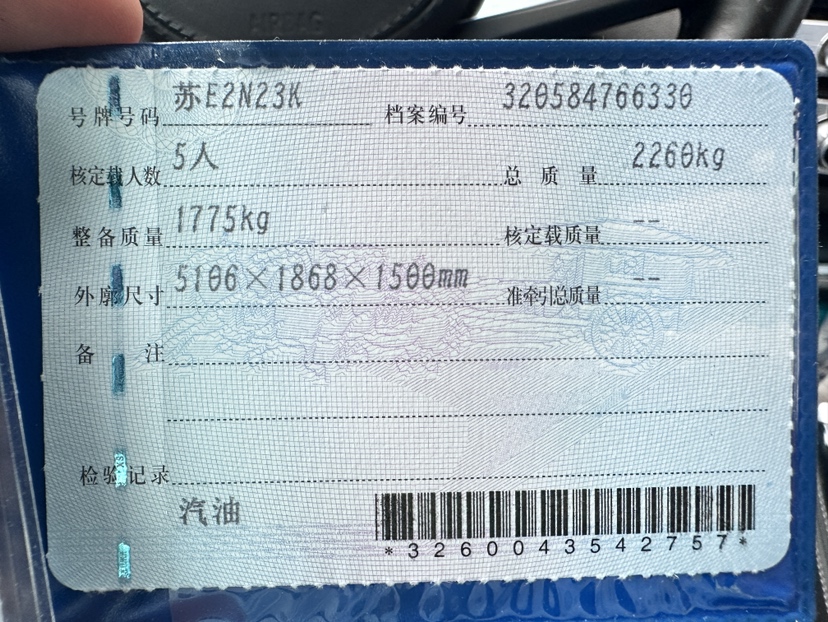 号牌号码 苏E2N23K 档案编号 320584766330
核定载人数 5人 总质量 2260kg
整备质量 1775kg 核定载质量 --
外廓尺寸 5106×1868×1500mm 准牵引总质量 --
备注
检验记录
汽油
*3260043542757*